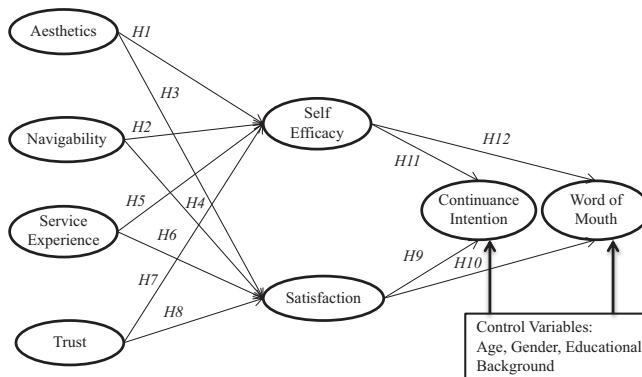 Aesthetics
H1
H3
Self
Efficacy
Navigability
H2
H12
H11
Continuance
Intention
Word of
Mouth
Service
Experience
H5
H4
H6
H9
H10
H7
Satisfaction
H8
Trust
Control Variables:
Age, Gender, Educational
Background